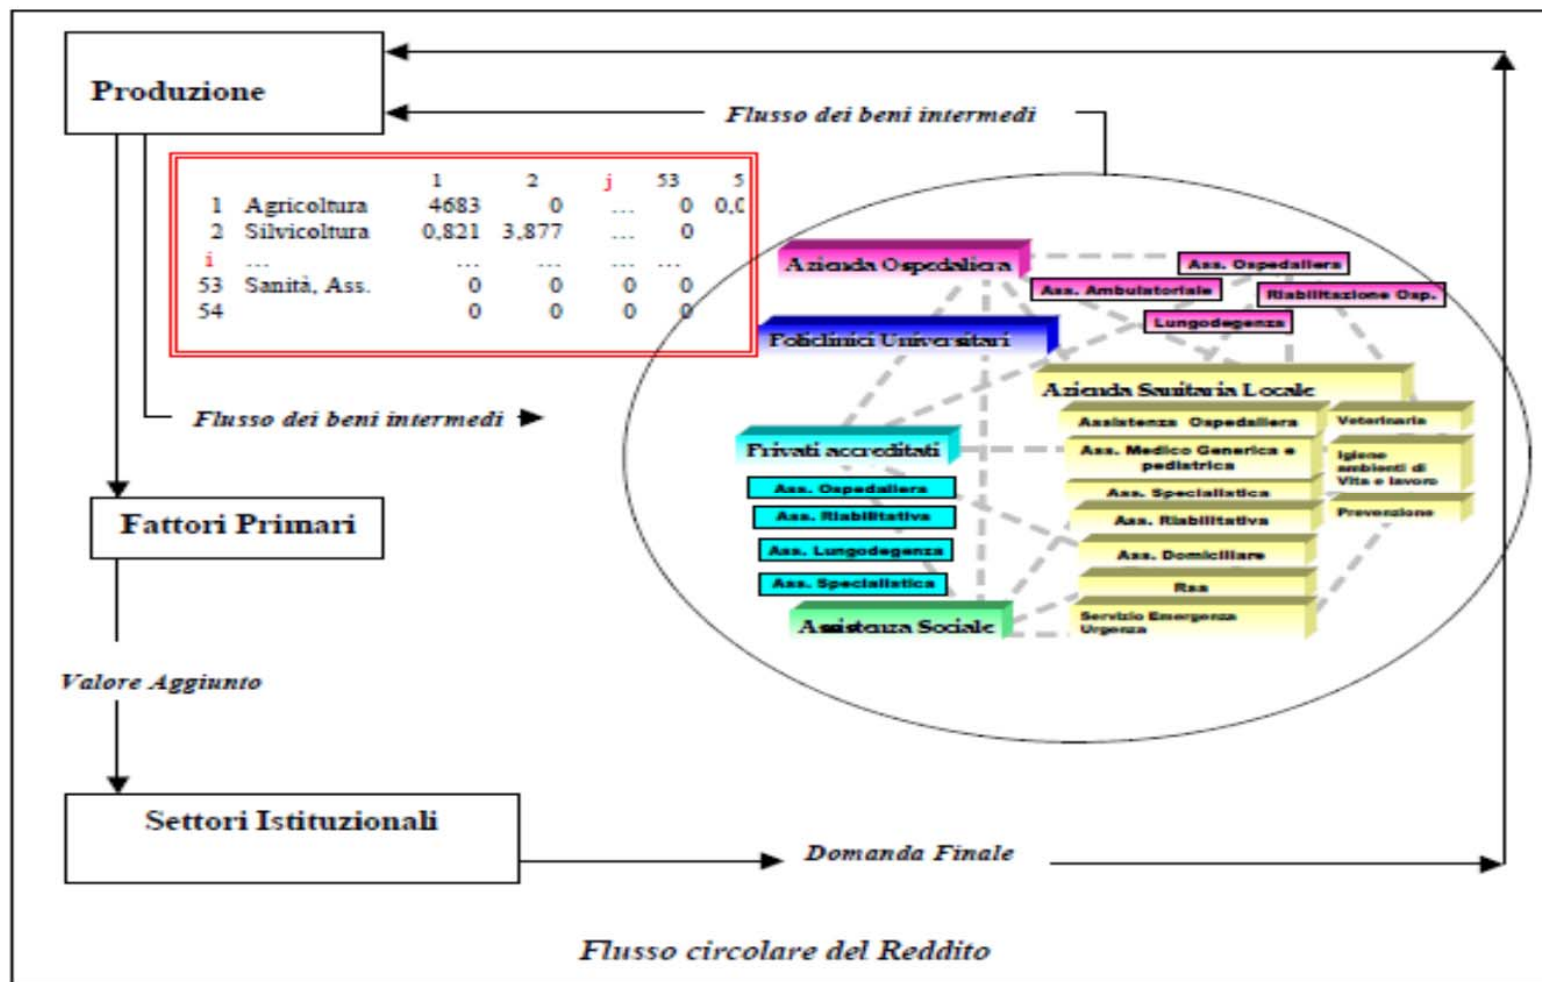 Produzione
Flusso dei beni intermedi
1 2 j 53 5
1 Agricoltura 4683 0 ... 0 0,0
2 Silvicoltura 0,821 3,877 ... 0
i ... ... ... ... ...
53 Sanità, Ass. 0 0 0 0
54 0 0 0 0
Flusso dei beni intermedi
Azienda Ospedaliera
Ass. Ospedaliera
Ass. Ambulatoriale
Riabilitazione Osp.
Lungodegenza
Policlinici Universitari
Azienda Sanitaria Locale
Assistenza Ospedaliera
Ass. Medico Generica e
pediatrica
Ass. Specialistica
Ass. Riabilitativa
Ass. Domiciliare
Rsa
Servizio Emergenza
Urgenza
Veterinaria
Igiene
ambienti di
Vita e lavoro
Prevenzione
Privati accreditati
Ass. Ospedaliera
Ass. Riabilitativa
Ass. Lungodegenza
Ass. Specialistica
Assistenza Sociale
Fattori Primari
Valore Aggiunto
Settori Istituzionali
Domanda Finale
Flusso circolare del Reddito